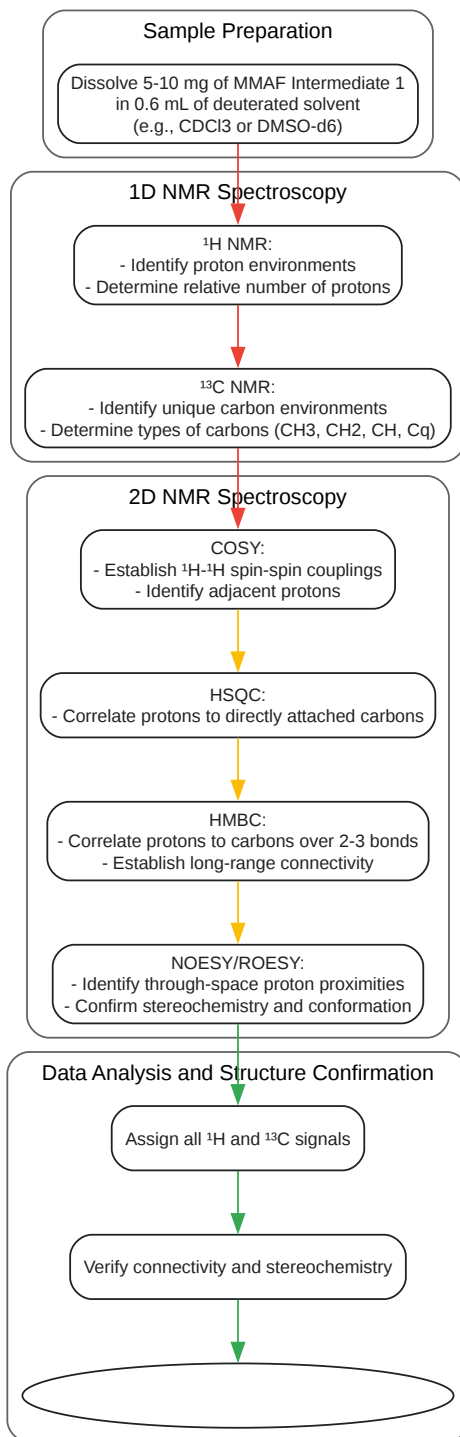 Sample Preparation
Dissolve 5-10 mg of MMAF Intermediate 1
in 0.6 mL of deuterated solvent
(e.g., CDCl3 or DMSO-d6)
1D NMR Spectroscopy
¹H NMR:
- Identify proton environments
- Determine relative number of protons
¹³C NMR:
- Identify unique carbon environments
- Determine types of carbons (CH3, CH2, CH, Cq)
2D NMR Spectroscopy
COSY:
- Establish ¹H-¹H spin-spin couplings
- Identify adjacent protons
HSQC:
- Correlate protons to directly attached carbons
HMBC:
- Correlate protons to carbons over 2-3 bonds
- Establish long-range connectivity
NOESY/ROESY:
- Identify through-space proton proximities
- Confirm stereochemistry and conformation
Data Analysis and Structure Confirmation
Assign all ¹H and ¹³C signals
Verify connectivity and stereochemistry